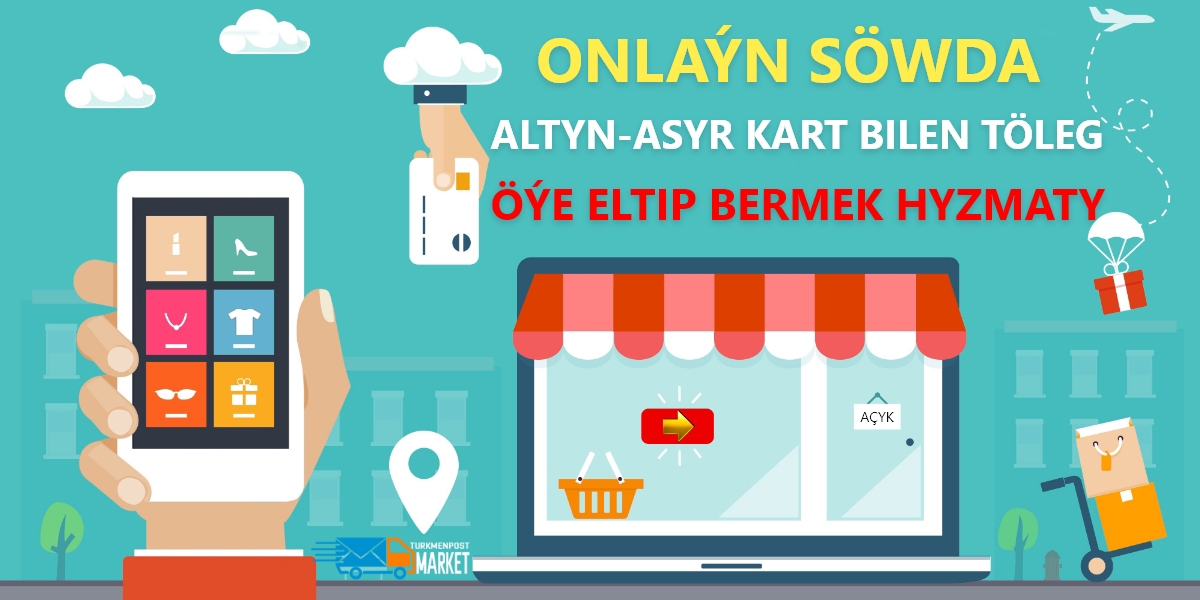 ONLAÝN SÖWDA
ALTYN-ASYR KART BILEN TÖLEG
ÖÝE ELTIP BERMEK HYZMATY
AÇYK
TURKMENPOST
MARKET